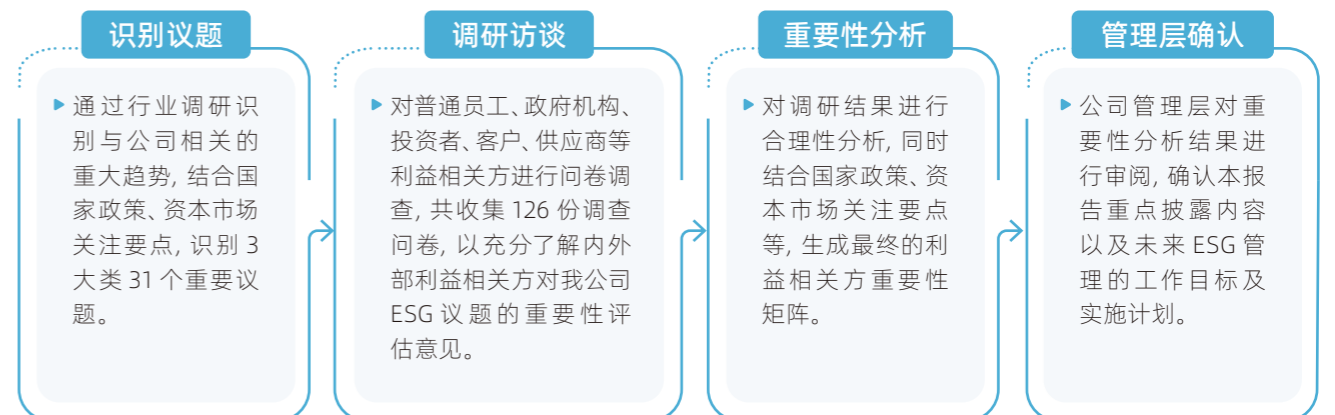 识别议题
通过行业调研识
别与公司相关的
重大趋势, 结合国
家政策、资本市场
关注要点, 识别 3
大类 31 个重要议
题。
调研访谈
对普通员工、政府机构、
投资者、客户、供应商等
利益相关方进行问卷调
查, 共收集 126 份调查
问卷, 以充分了解内外
部利益相关方对我公司
ESG 议题的重要性评
估意见。
重要性分析
对调研结果进行
合理性分析, 同时
结合国家政策、资
本市场关注要点
等, 生成最终的利
益相关方重要性
矩阵。
管理层确认
公司管理层对重
要性分析结果进
行审阅, 确认本报
告重点披露内容
以及未来 ESG 管
理的工作目标及
实施计划。